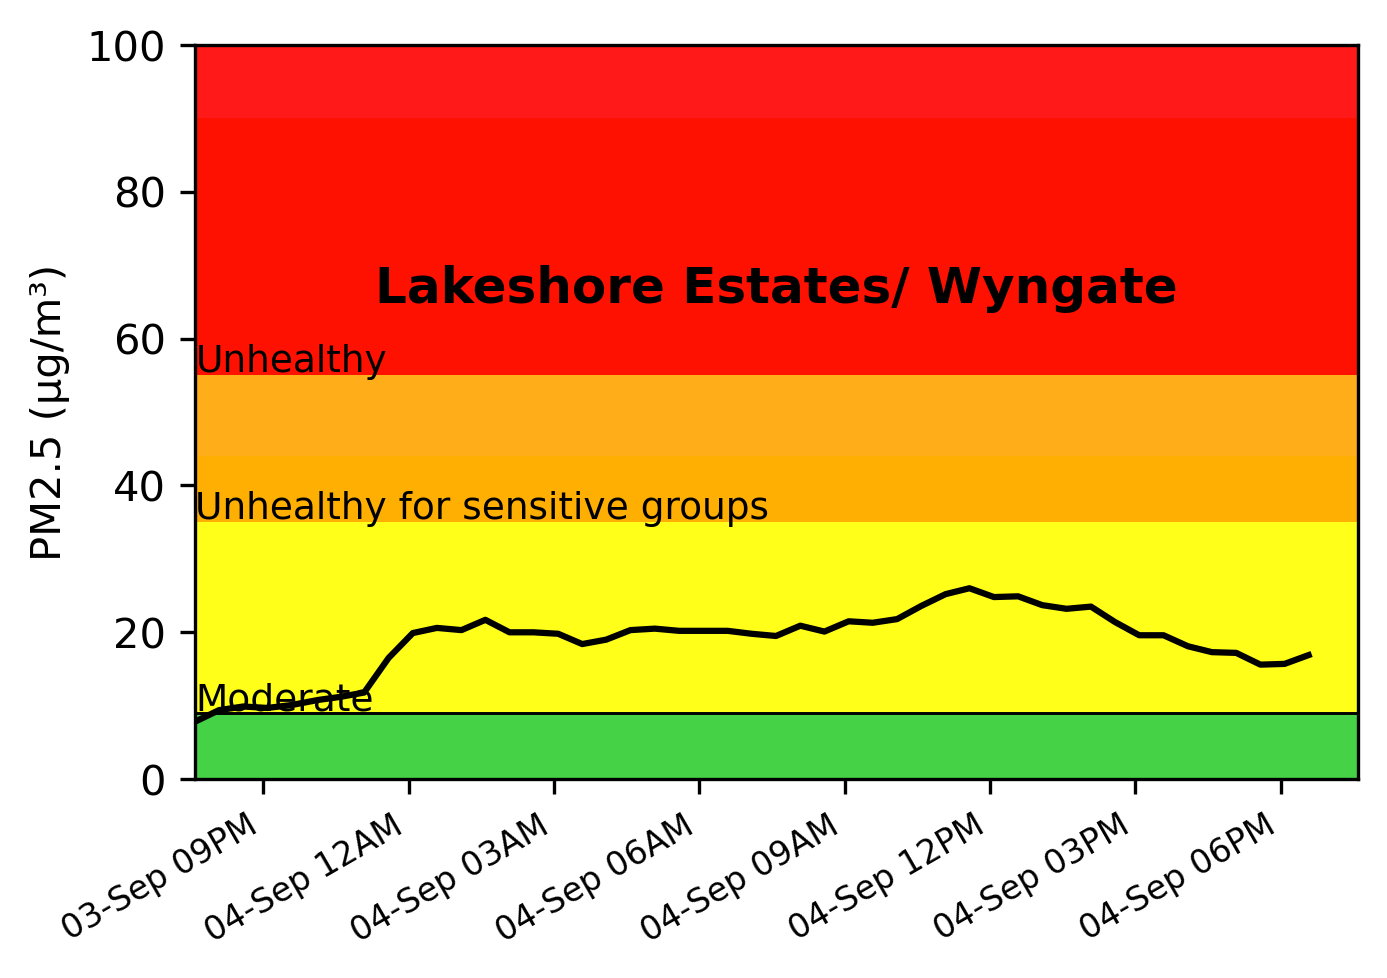 100
80
60
40
20
0
PM2.5 (µg/m³)
Lakeshore Estates/ Wyngate
Unhealthy
Unhealthy for sensitive groups
Moderate
03-Sep 09PM
04-Sep 12AM
04-Sep 03AM
04-Sep 06AM
04-Sep 09AM
04-Sep 12PM
04-Sep 03PM
04-Sep 06PM